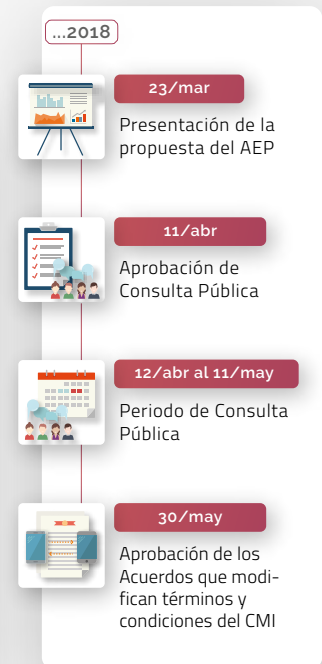 ...2018
23/mar
Presentación de la
propuesta del AEP
11/abr
Aprobación de
Consulta Pública
12/abr al 11/may
Periodo de Consulta
Pública
30/may
Aprobación de los
Acuerdos que modi-
fican términos y
condiciones del CMI